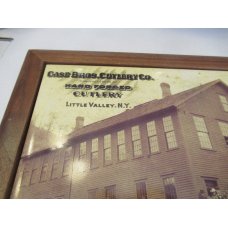 CASE BROS. CUTLERY CO.
HAND FORGED
CUTLERY
LITTLE VALLEY, N.Y.